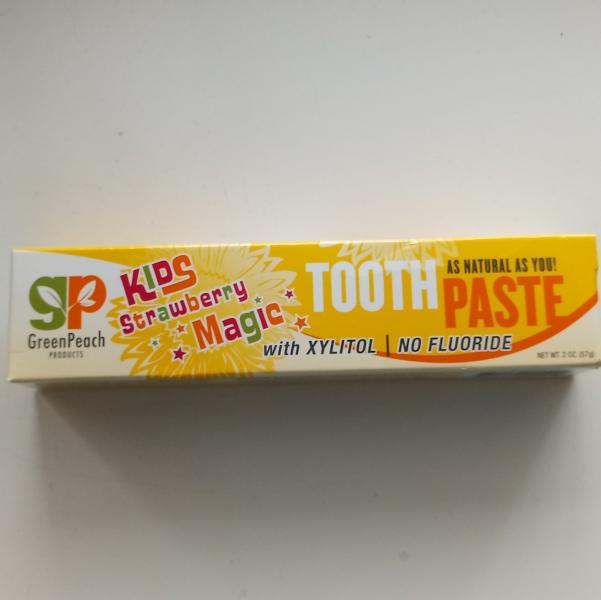 gp
GreenPeach
PRODUCTS
KIDS
Strawberry
Magic
TOOTH
AS NATURAL AS YOU!
PASTE
with XYLITOL | NO FLUORIDE
NET WT. 2 OZ. (57g)